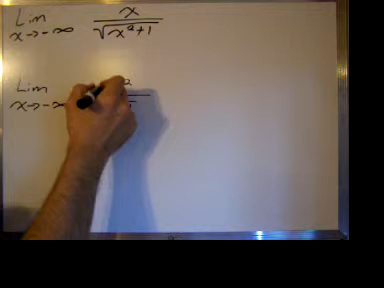 Lim x→-∞ x/√(x²+1)
Lim x→-∞